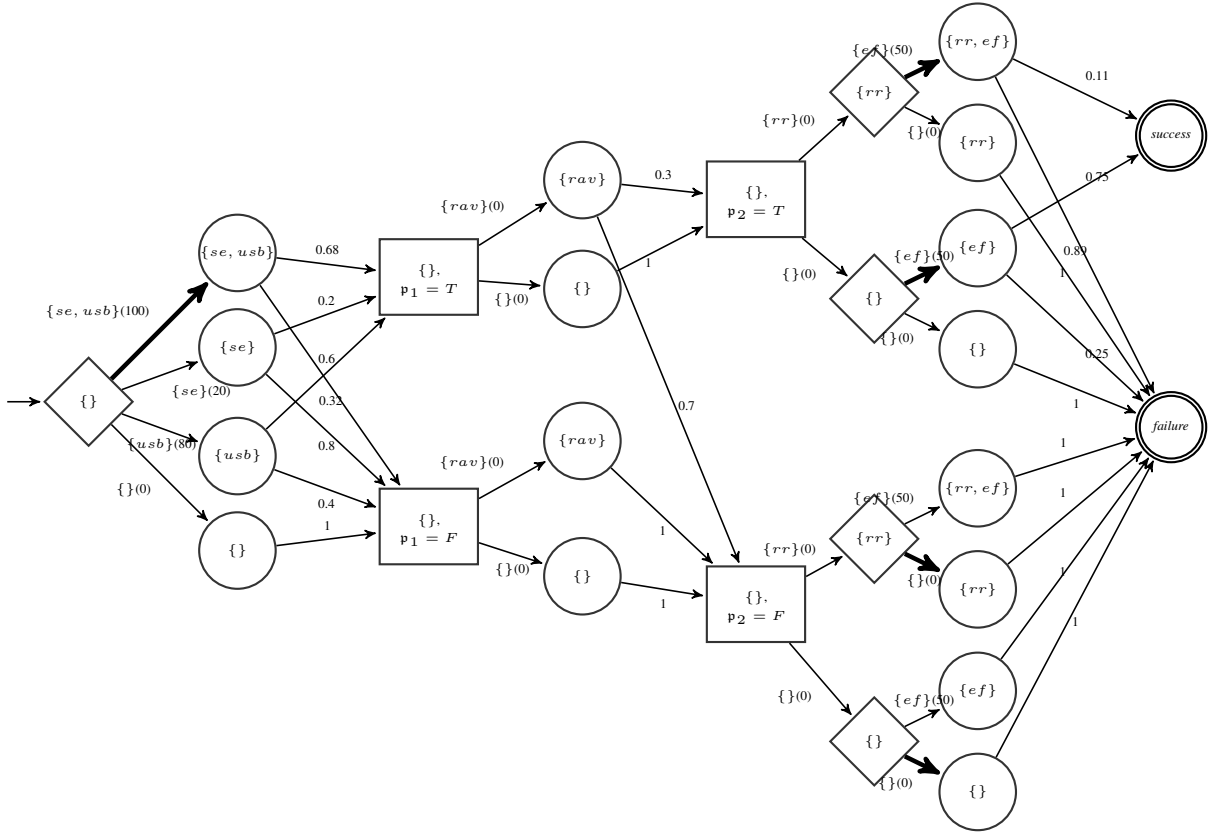 {ef}(50)
{rr, ef}
0.11
{rr}
{rr}(0)
{}(0)
{rr}
success
{rav}
0.3
{},
𝔭2 = T
0.75
{rav}(0)
{se, usb}
0.68
{ef}
0.89
{ef}(50)
1
1
{},
𝔭1 = T
{}(0)
{}
{}(0)
{}
{se, usb}(100)
0.2
{}(0)
{se}
{}
0.25
0.6
{}
{se}(20)
0.32
0.7
1
{rav}
failure
{usb}(80)
0.8
1
{usb}
{rav}(0)
{}(0)
0.4
{rr, ef}
1
{ef}(50)
{},
𝔭1 = F
1
1
{rr}
{rr}(0)
{}
{}(0)
{}
{}(0)
1
1
{rr}
{},
𝔭2 = F
1
{}(0)
{ef}(50)
{ef}
{}
{}(0)
{}